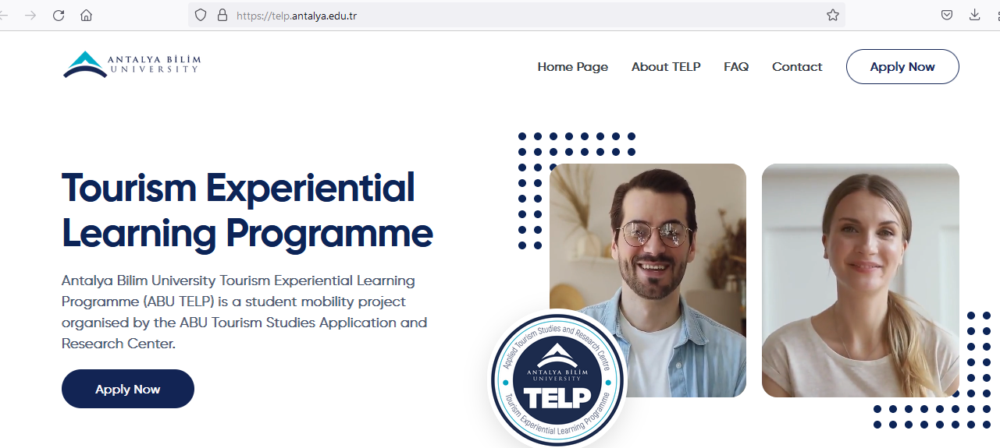 https://telp.antalya.edu.tr
ANTALYA BİLİM
UNIVERSITY
Home Page
About TELP
FAQ
Contact
Apply Now
Tourism Experiential
Learning Programme
Antalya Bilim University Tourism Experiential Learning
Programme (ABU TELP) is a student mobility project
organised by the ABU Tourism Studies Application and
Research Center.
Apply Now
Applied Tourism Studies and Research Centre
ANTALYA BİLİM
UNIVERSITY
TELP
Tourism Experiential Learning Programme